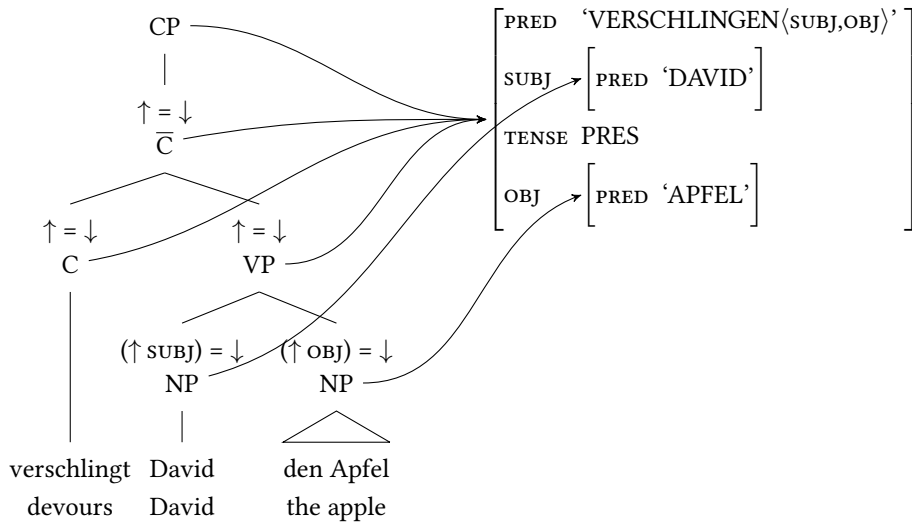 CP
↑ = ↓
C̅
↑ = ↓
C
↑ = ↓
VP
(↑ SUBJ) = ↓
NP
(↑ OBJ) = ↓
NP
verschlingt David den Apfel
devours David the apple
PRED ‘VERSCHLINGEN⟨SUBJ,OBJ⟩’
SUBJ [PRED ‘DAVID’]
TENSE PRES
OBJ [PRED ‘APFEL’]